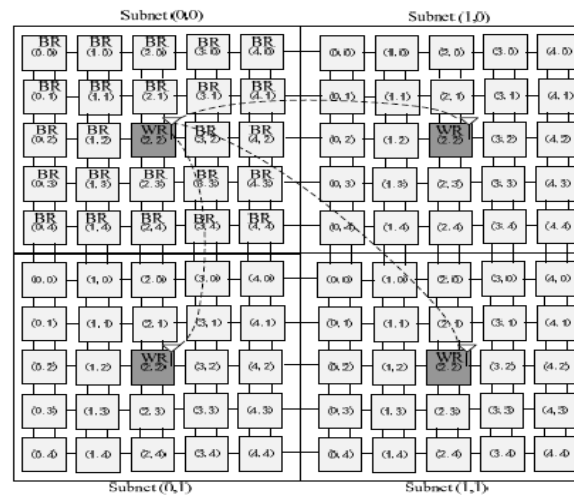 Subnet (0,0) Subnet (1,0)
BR BR BR BR BR
(0,0) (1,0) (2,0) (3,0) (4,0) (0,0) (1,0) (2,0) (3,0) (4,0)
BR BR BR BR BR
(0,1) (1,1) (2,1) (3,1) (4,1) (0,1) (1,1) (2,1) (3,1) (4,1)
BR BR WR BR BR WR
(0,2) (1,2) (2,2) (3,2) (4,2) (0,2) (1,2) (2,2) (3,2) (4,2)
BR BR BR BR BR
(0,3) (1,3) (2,3) (3,3) (4,3) (0,3) (1,3) (2,3) (3,3) (4,3)
BR BR BR BR BR
(0,4) (1,4) (2,4) (3,4) (4,4) (0,4) (1,4) (2,4) (3,4) (4,4)
(0,0) (1,0) (2,0) (3,0) (4,0) (0,0) (1,0) (2,0) (3,0) (4,0)
(0,1) (1,1) (2,1) (3,1) (4,1) (0,1) (1,1) (2,1) (3,1) (4,1)
WR WR
(0,2) (1,2) (2,2) (3,2) (4,2) (0,2) (1,2) (2,2) (3,2) (4,2)
(0,3) (1,3) (2,3) (3,3) (4,3) (0,3) (1,3) (2,3) (3,3) (4,3)
(0,4) (1,4) (2,4) (3,4) (4,4) (0,4) (1,4) (2,4) (3,4) (4,4)
Subnet (0,1) Subnet (1,1)